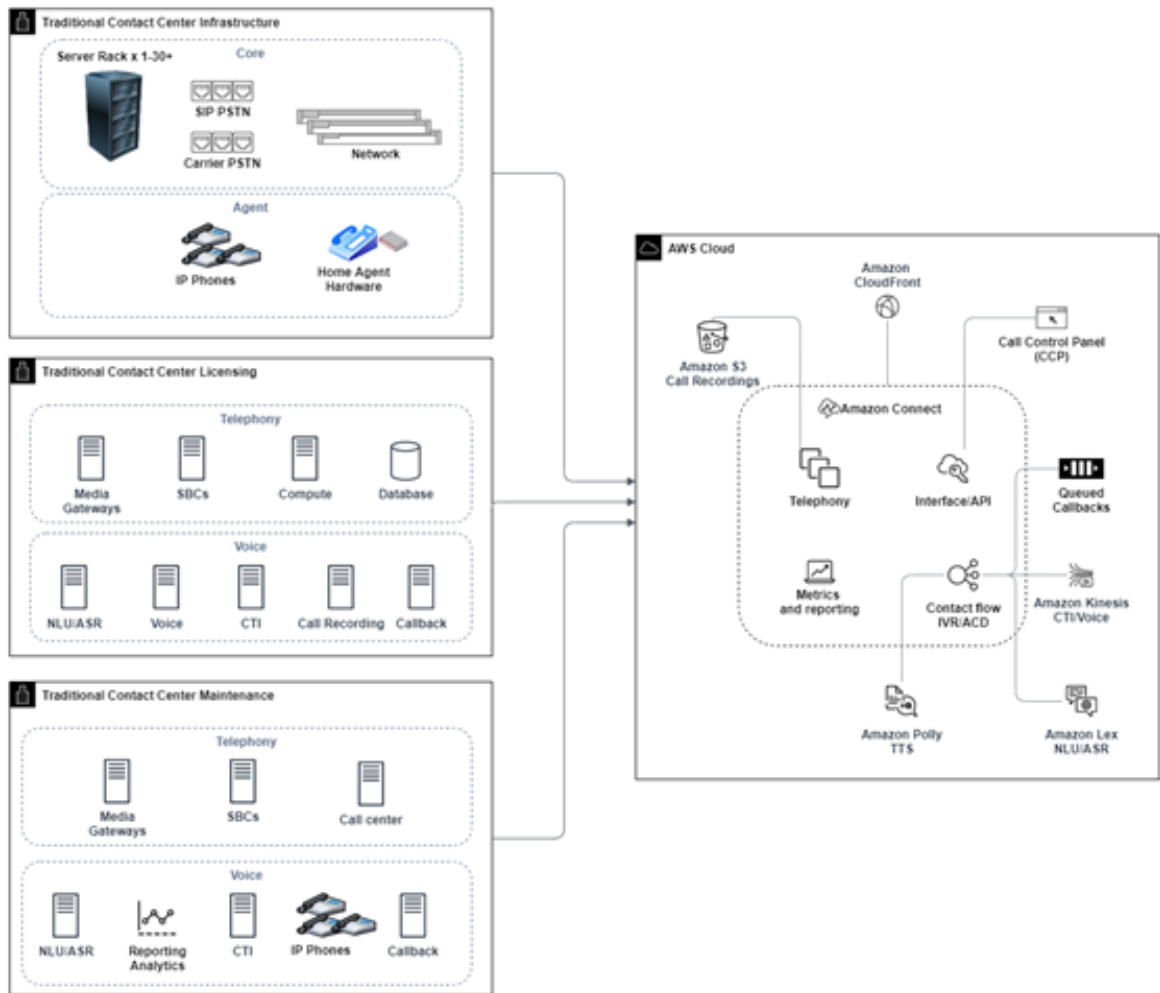 Traditional Contact Center Infrastructure
Server Rack x 1-30+
Core
SIP PSTN
Carrier PSTN
Network
Agent
IP Phones
Home Agent
Hardware
Traditional Contact Center Licensing
Telephony
Media
Gateways
SBCs
Compute
Database
Voice
NLU/ASR
Voice
CTI
Call Recording
Callback
Traditional Contact Center Maintenance
Telephony
Media
Gateways
SBCs
Call center
Voice
NLU/ASR
Reporting
Analytics
CTI
IP Phones
Callback
AWS Cloud
Amazon
CloudFront
Amazon S3
Call Recordings
Call Control Panel
(CCP)
Amazon Connect
Telephony
Interface/API
Queued
Callbacks
Metrics
and reporting
Contact flow
IVR/ACD
Amazon Kinesis
CTI/Voice
Amazon Polly
TTS
Amazon Lex
NLU/ASR